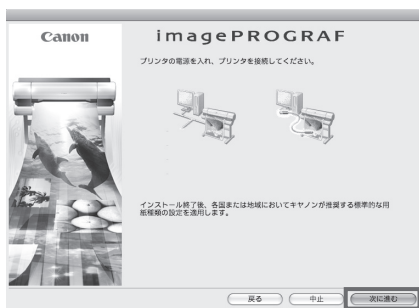 Canon
imagePROGRAF
プリンタの電源を入れ、プリンタを接続してください。
インストール終了後、各国または地域においてキヤノンが推奨する標準的な用
紙種類の設定を適用します。
戻る
中止
次に進む